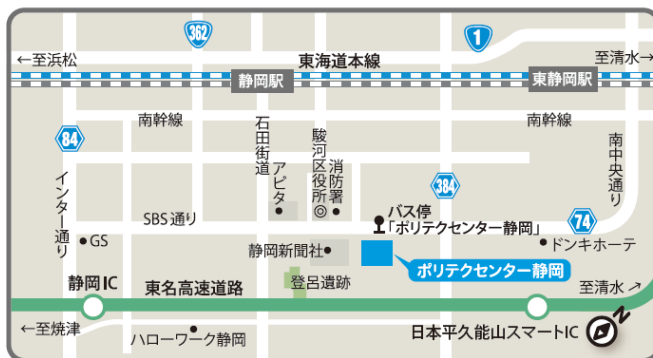 362
1
←至浜松
東海道本線
至清水→
静岡駅
東静岡駅
南幹線
南幹線
84
石田街道
アピタ
駿河区役所
消防署
384
南中央通り
インター通り
SBS通り
バス停
「ポリテクセンター静岡」
74
GS
静岡新聞社
ドンキホーテ
ポリテクセンター静岡
静岡IC
東名高速道路
登呂遺跡
至清水↗
←至焼津
ハローワーク静岡
日本平久能山スマートIC
N